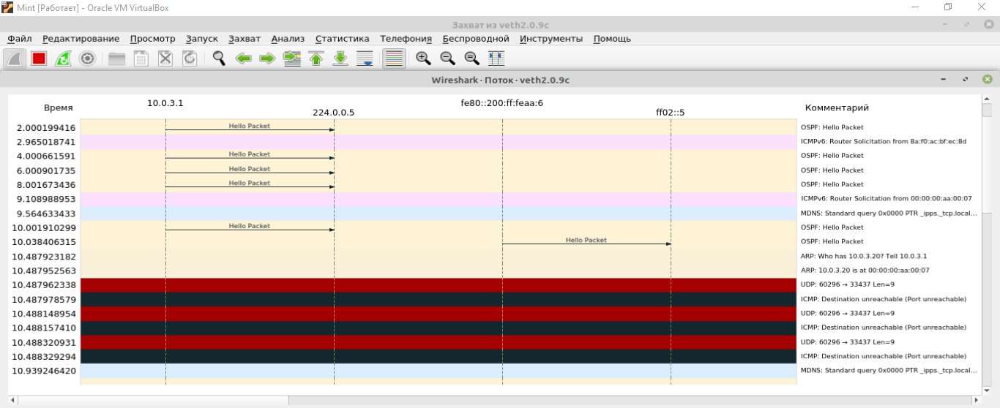 Mint [Работает] - Oracle VM VirtualBox
Захват из veth2.0.9c
Файл Редактирование Просмотр Запуск Захват Анализ Статистика Телефония Беспроводной Инструменты Помощь
Wireshark · Поток · veth2.0.9c
Время 10.0.3.1 224.0.0.5 fe80::200:ff:feaa:6 ff02::5 Комментарий
2.000199416 Hello Packet OSPF: Hello Packet
2.965018741 ICMPv6: Router Solicitation from 8a:f0:ac:bf:ec:8d
4.000661591 Hello Packet OSPF: Hello Packet
6.000901735 Hello Packet OSPF: Hello Packet
8.001673436 Hello Packet OSPF: Hello Packet
9.108988953 ICMPv6: Router Solicitation from 00:00:00:aa:00:07
9.564633433 MDNS: Standard query 0x0000 PTR _ipps._tcp.local...
10.001910299 Hello Packet OSPF: Hello Packet
10.038406315 Hello Packet OSPF: Hello Packet
10.487923182 ARP: Who has 10.0.3.20? Tell 10.0.3.1
10.487952563 ARP: 10.0.3.20 is at 00:00:00:aa:00:07
10.487962338 UDP: 60296 → 33437 Len=9
10.487978579 ICMP: Destination unreachable (Port unreachable)
10.488148954 UDP: 60296 → 33437 Len=9
10.488157410 ICMP: Destination unreachable (Port unreachable)
10.488320931 UDP: 60296 → 33437 Len=9
10.488329294 ICMP: Destination unreachable (Port unreachable)
10.939246420 MDNS: Standard query 0x0000 PTR _ipps._tcp.local...